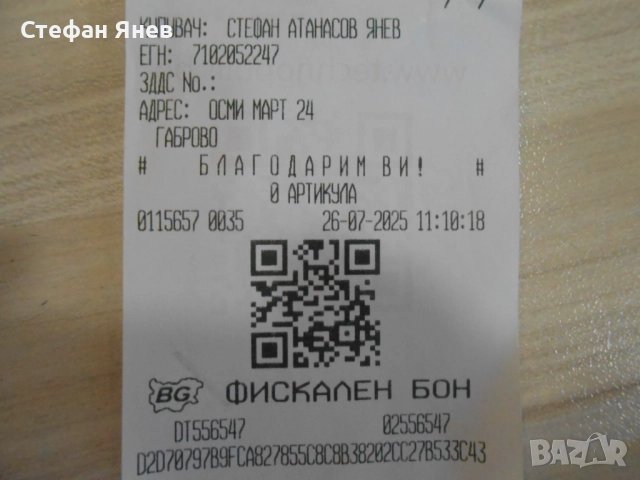 Стефан Янев
КУПУВАЧ: СТЕФАН АТАНАСОВ ЯНЕВ
ЕГН: 7102052247
ЗДДС No.:
АДРЕС: ОСМИ МАРТ 24
ГАБРОВО
# БЛАГОДАРИМ ВИ! #
0 АРТИКУЛА
0115657 0035 26-07-2025 11:10:18
BG ФИСКАЛЕН БОН
DT556547 02556547
D2D70797B9FCA827855C8C8B38202CC27B533C43
BAZAR